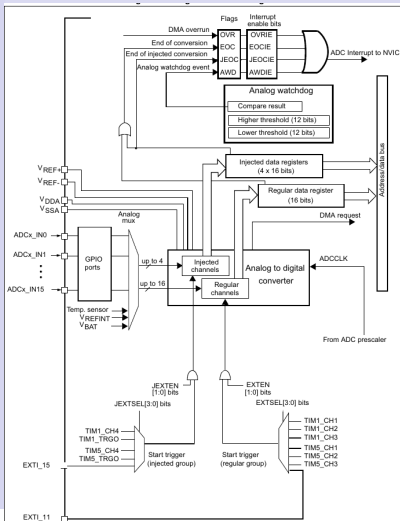 Flags
Interrupt
enable bits
DMA overrun
OVR
OVRIE
End of conversion
EOC
EOCIE
End of injected conversion
JEOC
JEOCIE
Analog watchdog event
AWD
AWDIE
ADC Interrupt to NVIC
Analog watchdog
Compare result
Higher threshold (12 bits)
Lower threshold (12 bits)
Address/data bus
Injected data registers
(4 x 16 bits)
Regular data register
(16 bits)
VREF+
VREF-
VDDA
VSSA
Analog
mux
DMA request
ADCx_IN0
ADCx_IN1
ADCx_IN15
GPIO
ports
up to 4
up to 16
Injected
channels
Regular
channels
Analog to digital
converter
ADCCLK
Temp. sensor
VREFINT
VBAT
From ADC prescaler
JEXTEN
[1:0] bits
EXTEN
[1:0] bits
JEXTSEL[3:0] bits
EXTSEL[3:0] bits
TIM1_CH4
TIM1_TRGO
TIM5_CH4
TIM5_TRGO
Start trigger
(injected group)
Start trigger
(regular group)
TIM1_CH1
TIM1_CH2
TIM1_CH3
TIM5_CH1
TIM5_CH2
TIM5_CH3
EXTI_15
EXTI_11